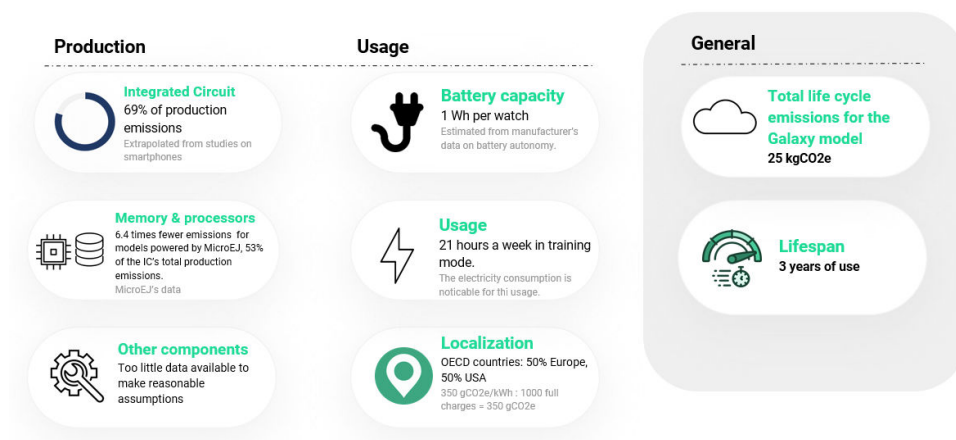 Production
Integrated Circuit
69% of production
emissions
Extrapolated from studies on
smartphones
Memory & processors
6.4 times fewer emissions for
models powered by MicroEJ, 53%
of the IC's total production
emissions.
MicroEJ's data
Other components
Too little data available to
make reasonable
assumptions
Usage
Battery capacity
1 Wh per watch
Estimated from manufacturer's
data on battery autonomy.
Usage
21 hours a week in training
mode.
The electricity consumption is
noticable for thi usage.
Localization
OECD countries: 50% Europe,
50% USA
350 gCO2e/kWh : 1000 full
charges = 350 gCO2e
General
Total life cycle
emissions for the
Galaxy model
25 kgCO2e
Lifespan
3 years of use